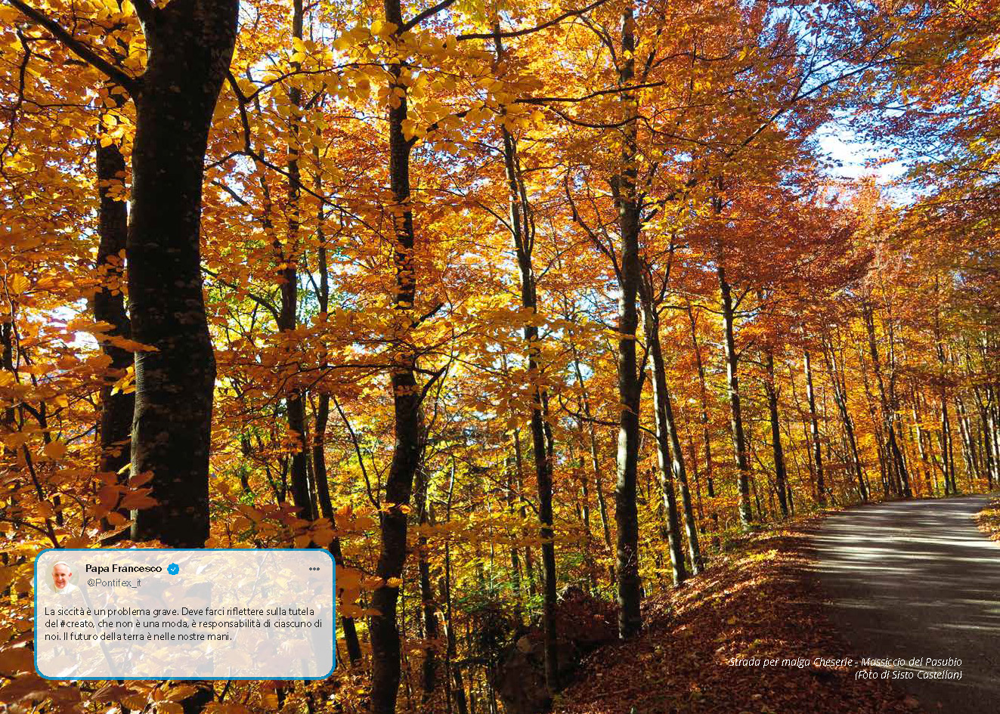 Papa Francesco
@Pontifex_it
La siccità è un problema grave. Deve farci riflettere sulla tutela
del #creato, che non è una moda, è responsabilità di ciascuno di
noi. Il futuro della terra è nelle nostre mani.
Strada per malga Cheserle - Massiccio del Pasubio
(Foto di Sisto Castellan)